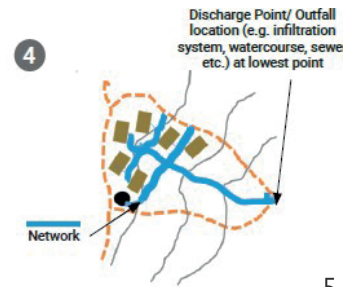 Discharge Point/ Outfall
location (e.g. infiltration
system, watercourse, sewe
etc.) at lowest point
4
Network
5